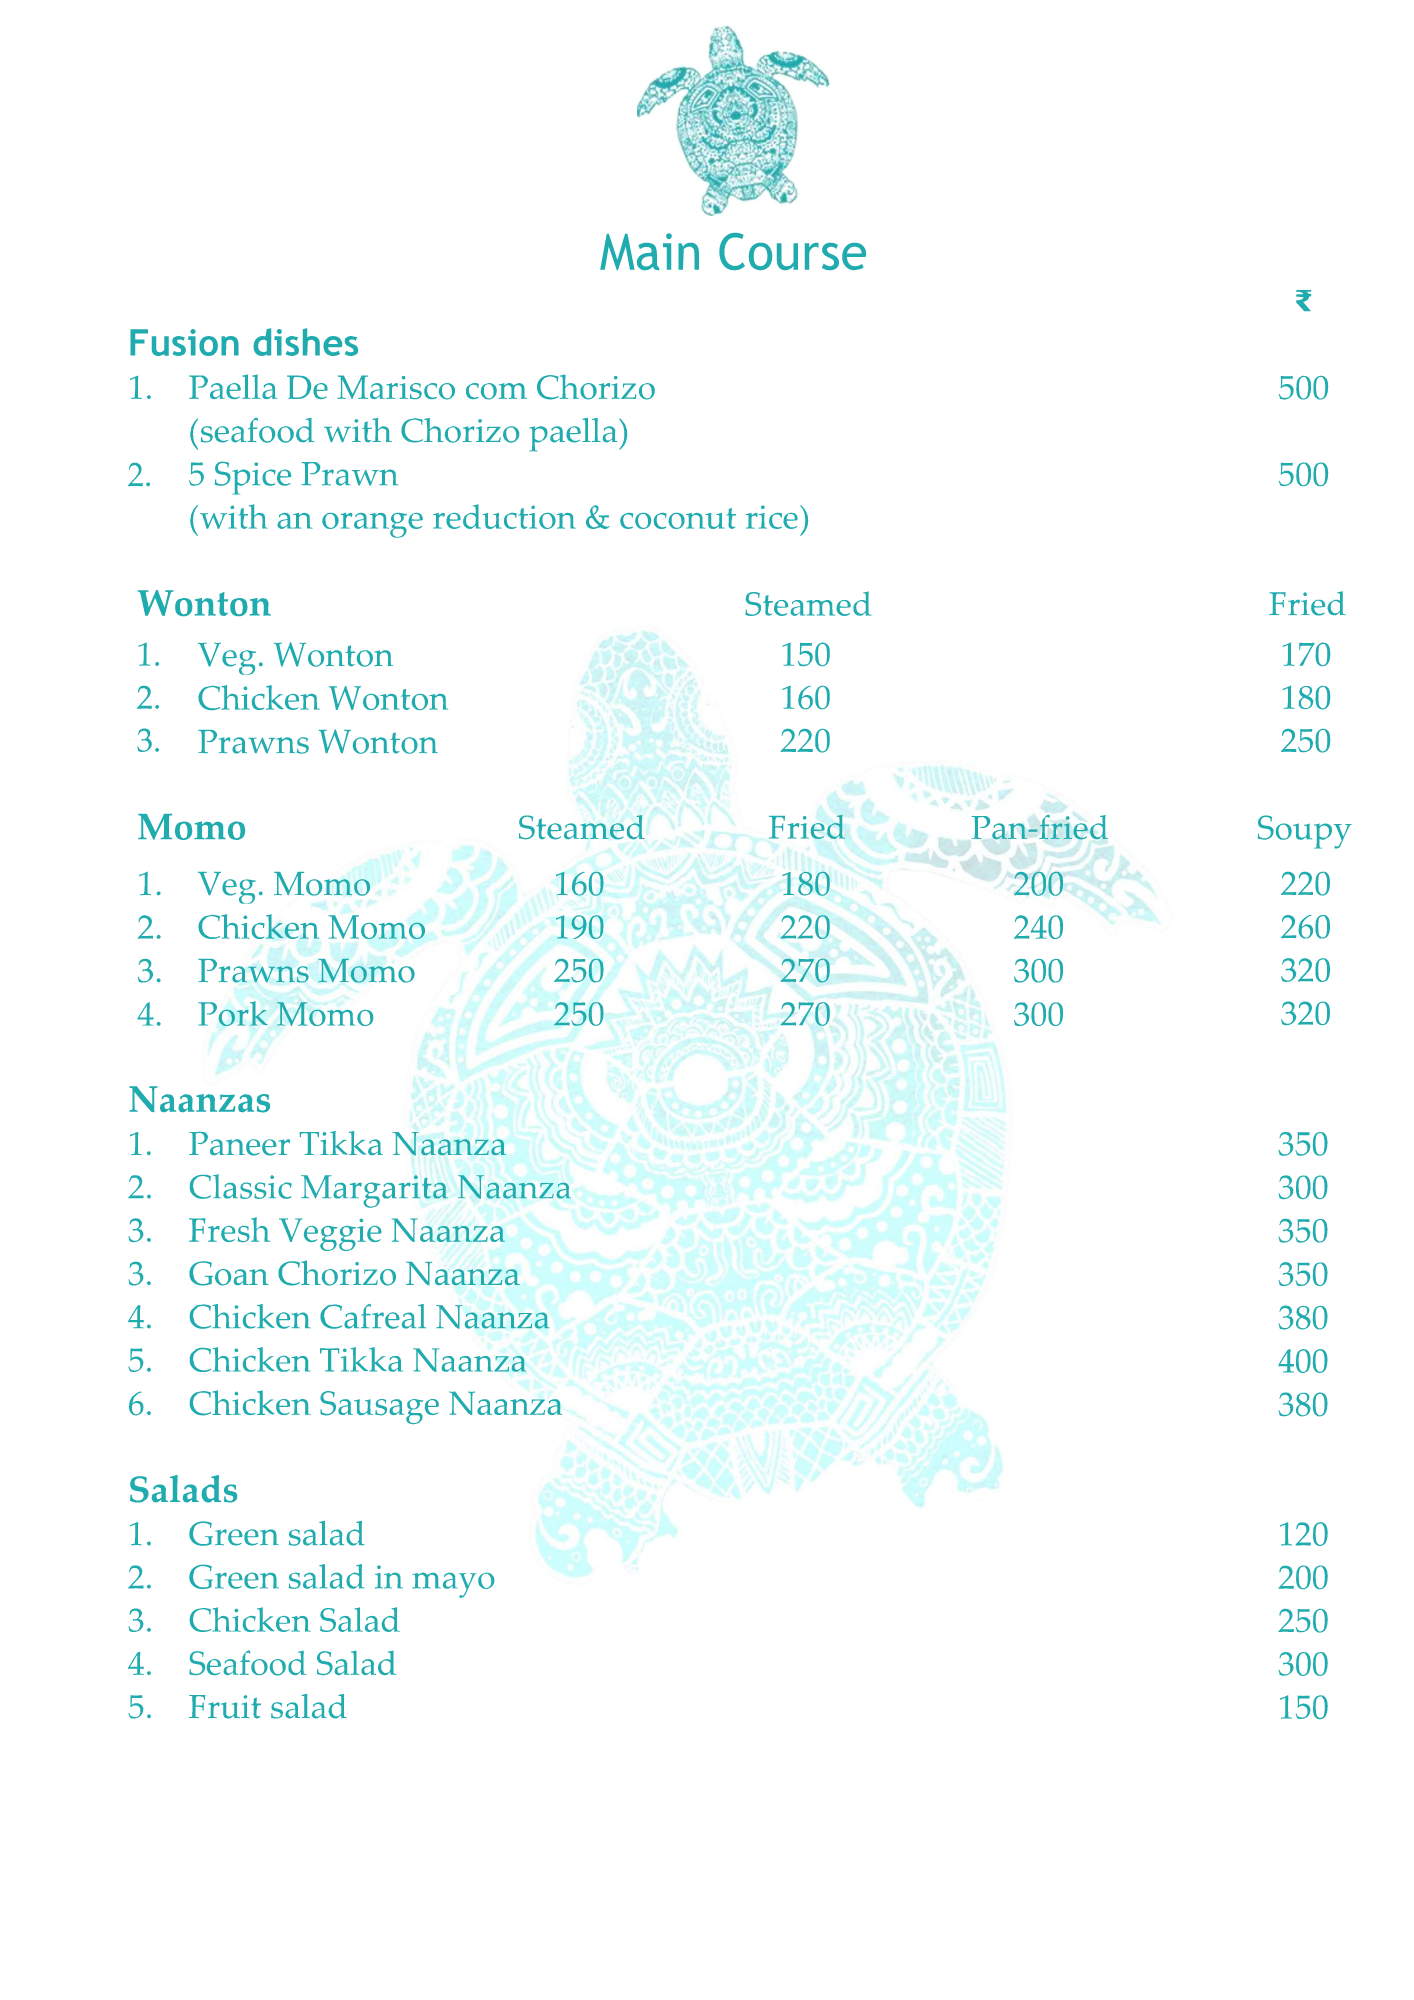 Main Course
₹
Fusion dishes
1. Paella De Marisco com Chorizo 500
(seafood with Chorizo paella)
2. 5 Spice Prawn 500
(with an orange reduction & coconut rice)
Wonton Steamed Fried
1. Veg. Wonton 150 170
2. Chicken Wonton 160 180
3. Prawns Wonton 220 250
Momo Steamed Fried Pan-fried Soupy
1. Veg. Momo 160 180 200 220
2. Chicken Momo 190 220 240 260
3. Prawns Momo 250 270 300 320
4. Pork Momo 250 270 300 320
Naanzas
1. Paneer Tikka Naanza 350
2. Classic Margarita Naanza 300
3. Fresh Veggie Naanza 350
3. Goan Chorizo Naanza 350
4. Chicken Cafreal Naanza 380
5. Chicken Tikka Naanza 400
6. Chicken Sausage Naanza 380
Salads
1. Green salad 120
2. Green salad in mayo 200
3. Chicken Salad 250
4. Seafood Salad 300
5. Fruit salad 150